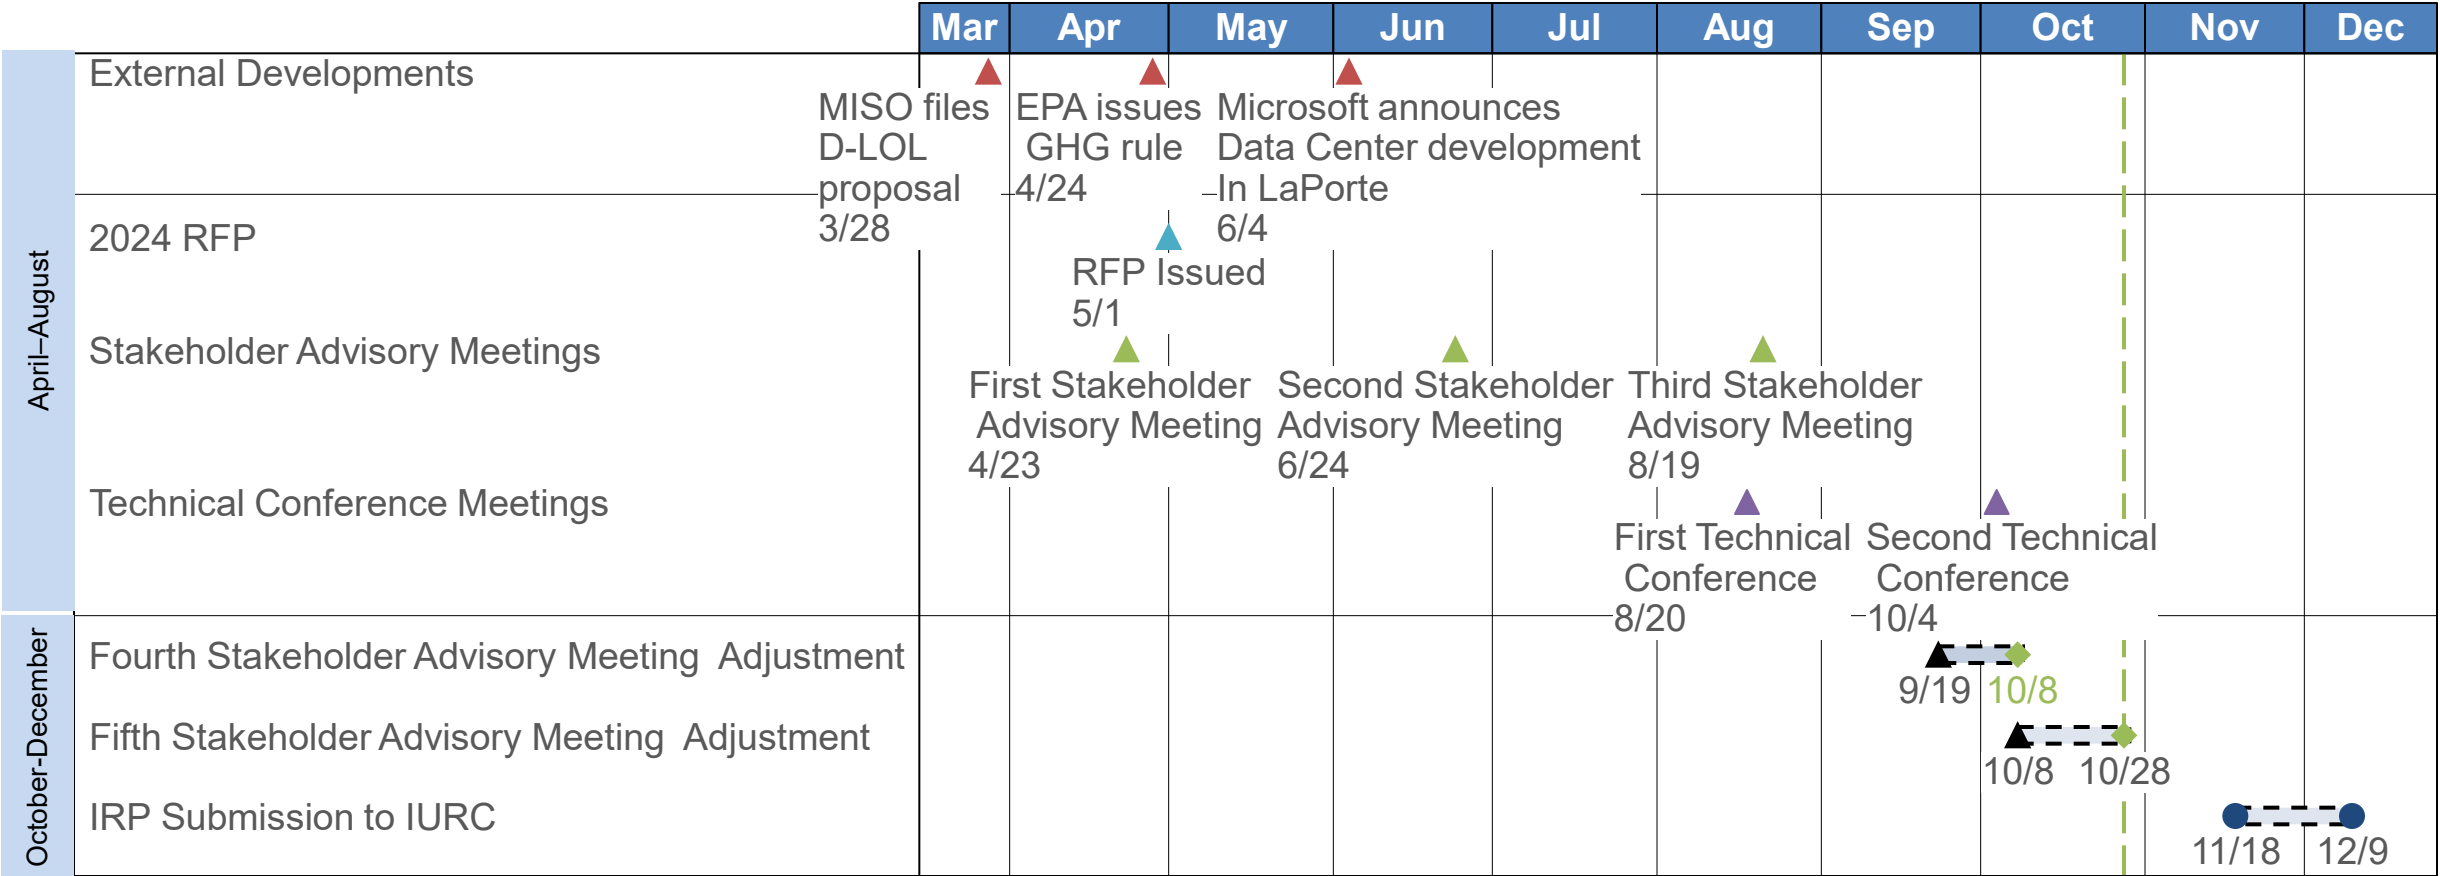 Mar Apr May Jun Jul Aug Sep Oct Nov Dec
April–August
External Developments
MISO files
D-LOL
proposal
3/28
EPA issues
GHG rule
4/24
Microsoft announces
Data Center development
In LaPorte
6/4
2024 RFP
RFP Issued
5/1
Stakeholder Advisory Meetings
First Stakeholder
Advisory Meeting
4/23
Second Stakeholder
Advisory Meeting
6/24
Third Stakeholder
Advisory Meeting
8/19
Technical Conference Meetings
First Technical
Conference
8/20
Second Technical
Conference
10/4
October-December
Fourth Stakeholder Advisory Meeting Adjustment
9/19 10/8
Fifth Stakeholder Advisory Meeting Adjustment
10/8 10/28
IRP Submission to IURC
11/18 12/9